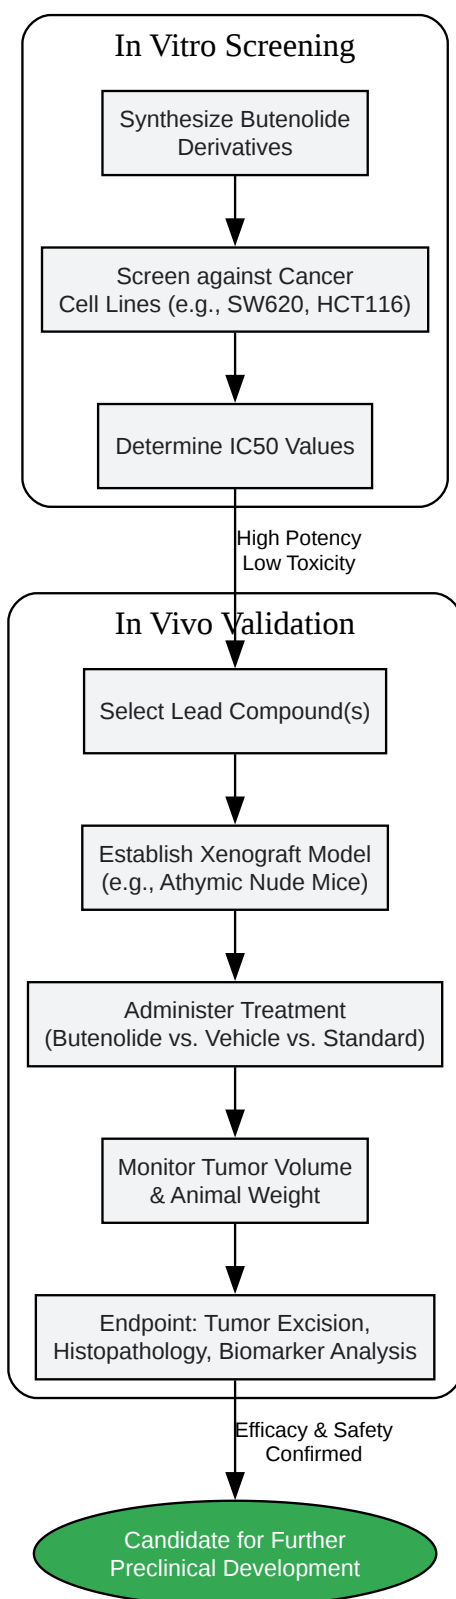 In Vitro Screening
Synthesize Butenolide
Derivatives
Screen against Cancer
Cell Lines (e.g., SW620, HCT116)
Determine IC50 Values
High Potency
Low Toxicity
In Vivo Validation
Select Lead Compound(s)
Establish Xenograft Model
(e.g., Athymic Nude Mice)
Administer Treatment
(Butenolide vs. Vehicle vs. Standard)
Monitor Tumor Volume
& Animal Weight
Endpoint: Tumor Excision,
Histopathology, Biomarker Analysis
Efficacy & Safety
Confirmed
Candidate for Further
Preclinical Development